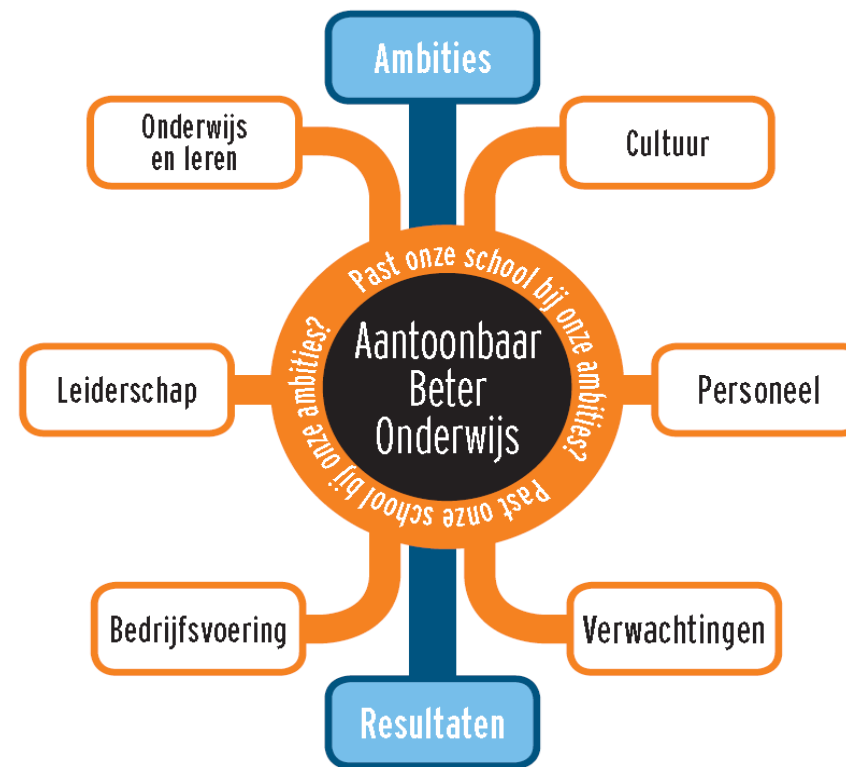 Ambities
Onderwijs
en leren
Cultuur
Past onze school bij onze ambities?
Aantoonbaar
Beter
Onderwijs
Past onze school bij onze ambities?
Leiderschap
Personeel
Bedrijfsvoering
Verwachtingen
Resultaten